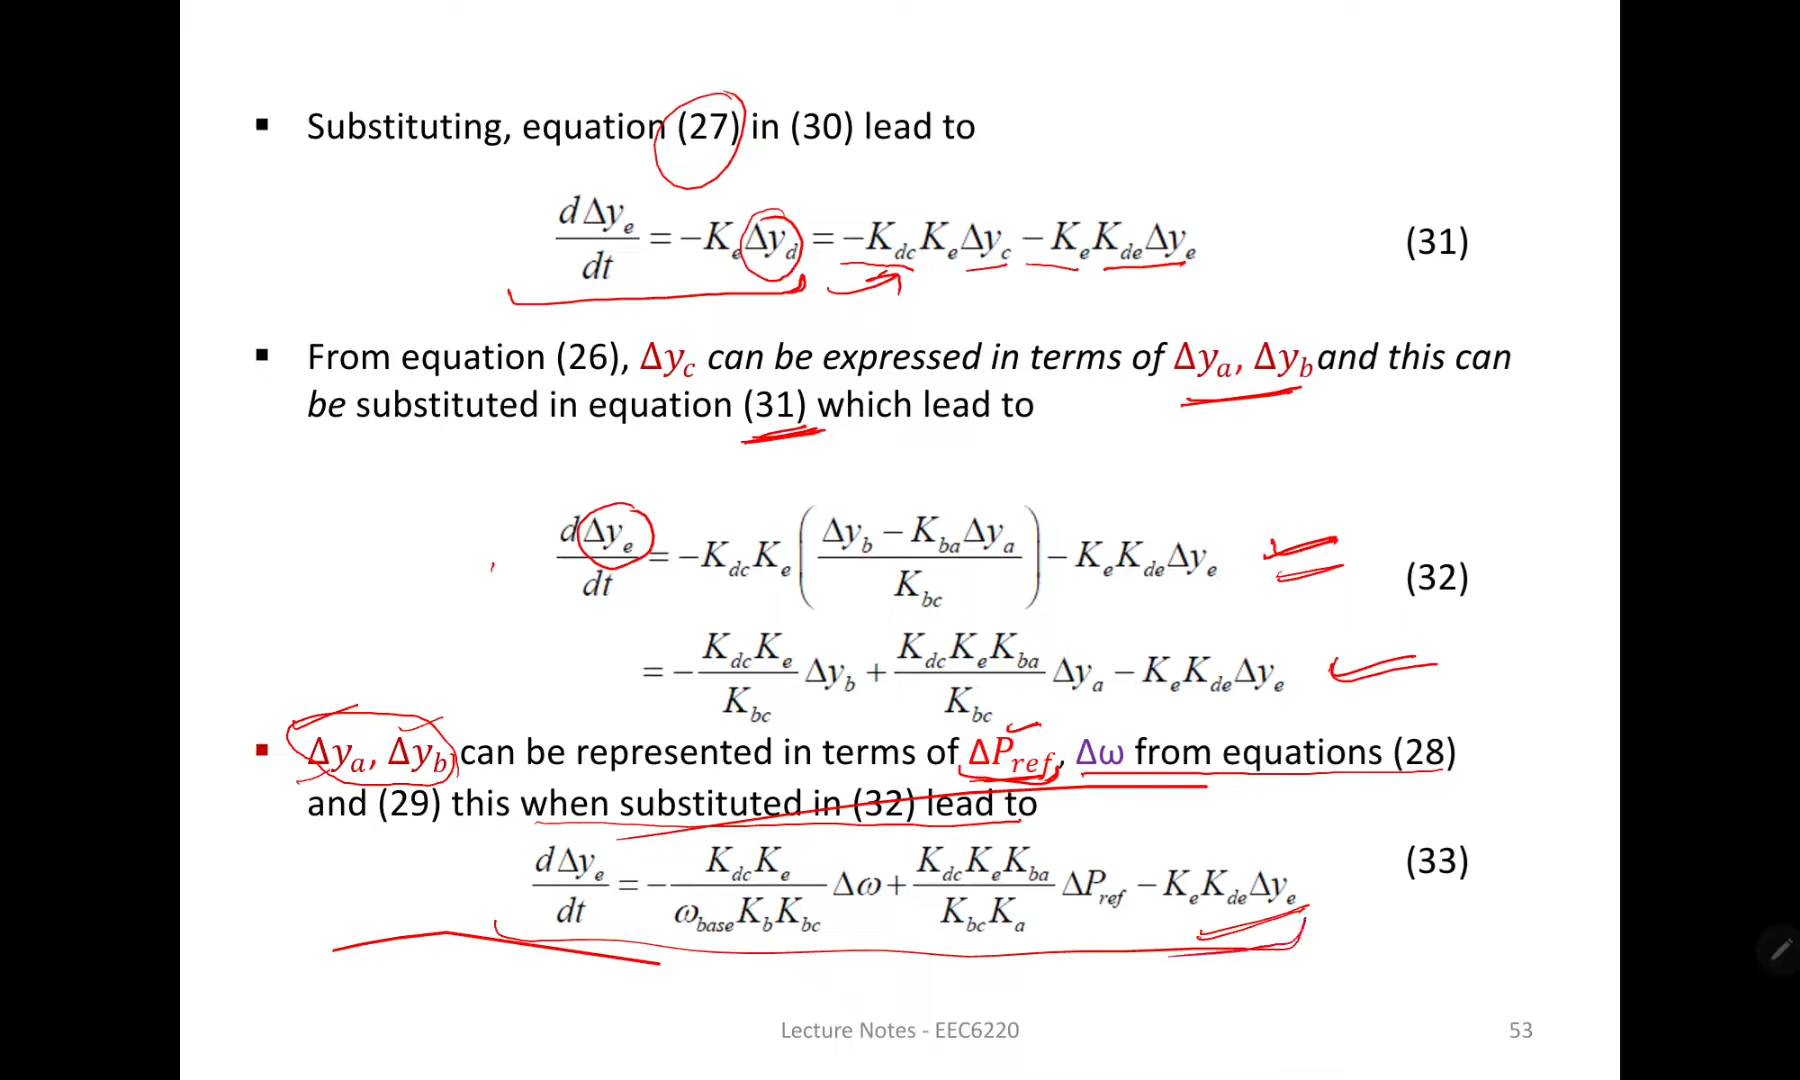 ▪ Substituting, equation (27) in (30) lead to
dΔy_e/dt = −K_eΔy_d = −K_dc K_e Δy_c − K_e K_de Δy_e (31)
▪ From equation (26), Δy_c can be expressed in terms of Δy_a, Δy_b and this can
be substituted in equation (31) which lead to
dΔy_e/dt = −K_dc K_e ((Δy_b − K_ba Δy_a)/K_bc) − K_e K_de Δy_e (32)
= −(K_dc K_e/K_bc) Δy_b + (K_dc K_e K_ba/K_bc) Δy_a − K_e K_de Δy_e
▪ Δy_a, Δy_b can be represented in terms of ΔP_ref, Δω from equations (28)
and (29) this when substituted in (32) lead to
dΔy_e/dt = −(K_dc K_e/(ω_base K_b K_bc)) Δω + (K_dc K_e K_ba/(K_bc K_a)) ΔP_ref − K_e K_de Δy_e (33)
Lecture Notes - EEC6220 53